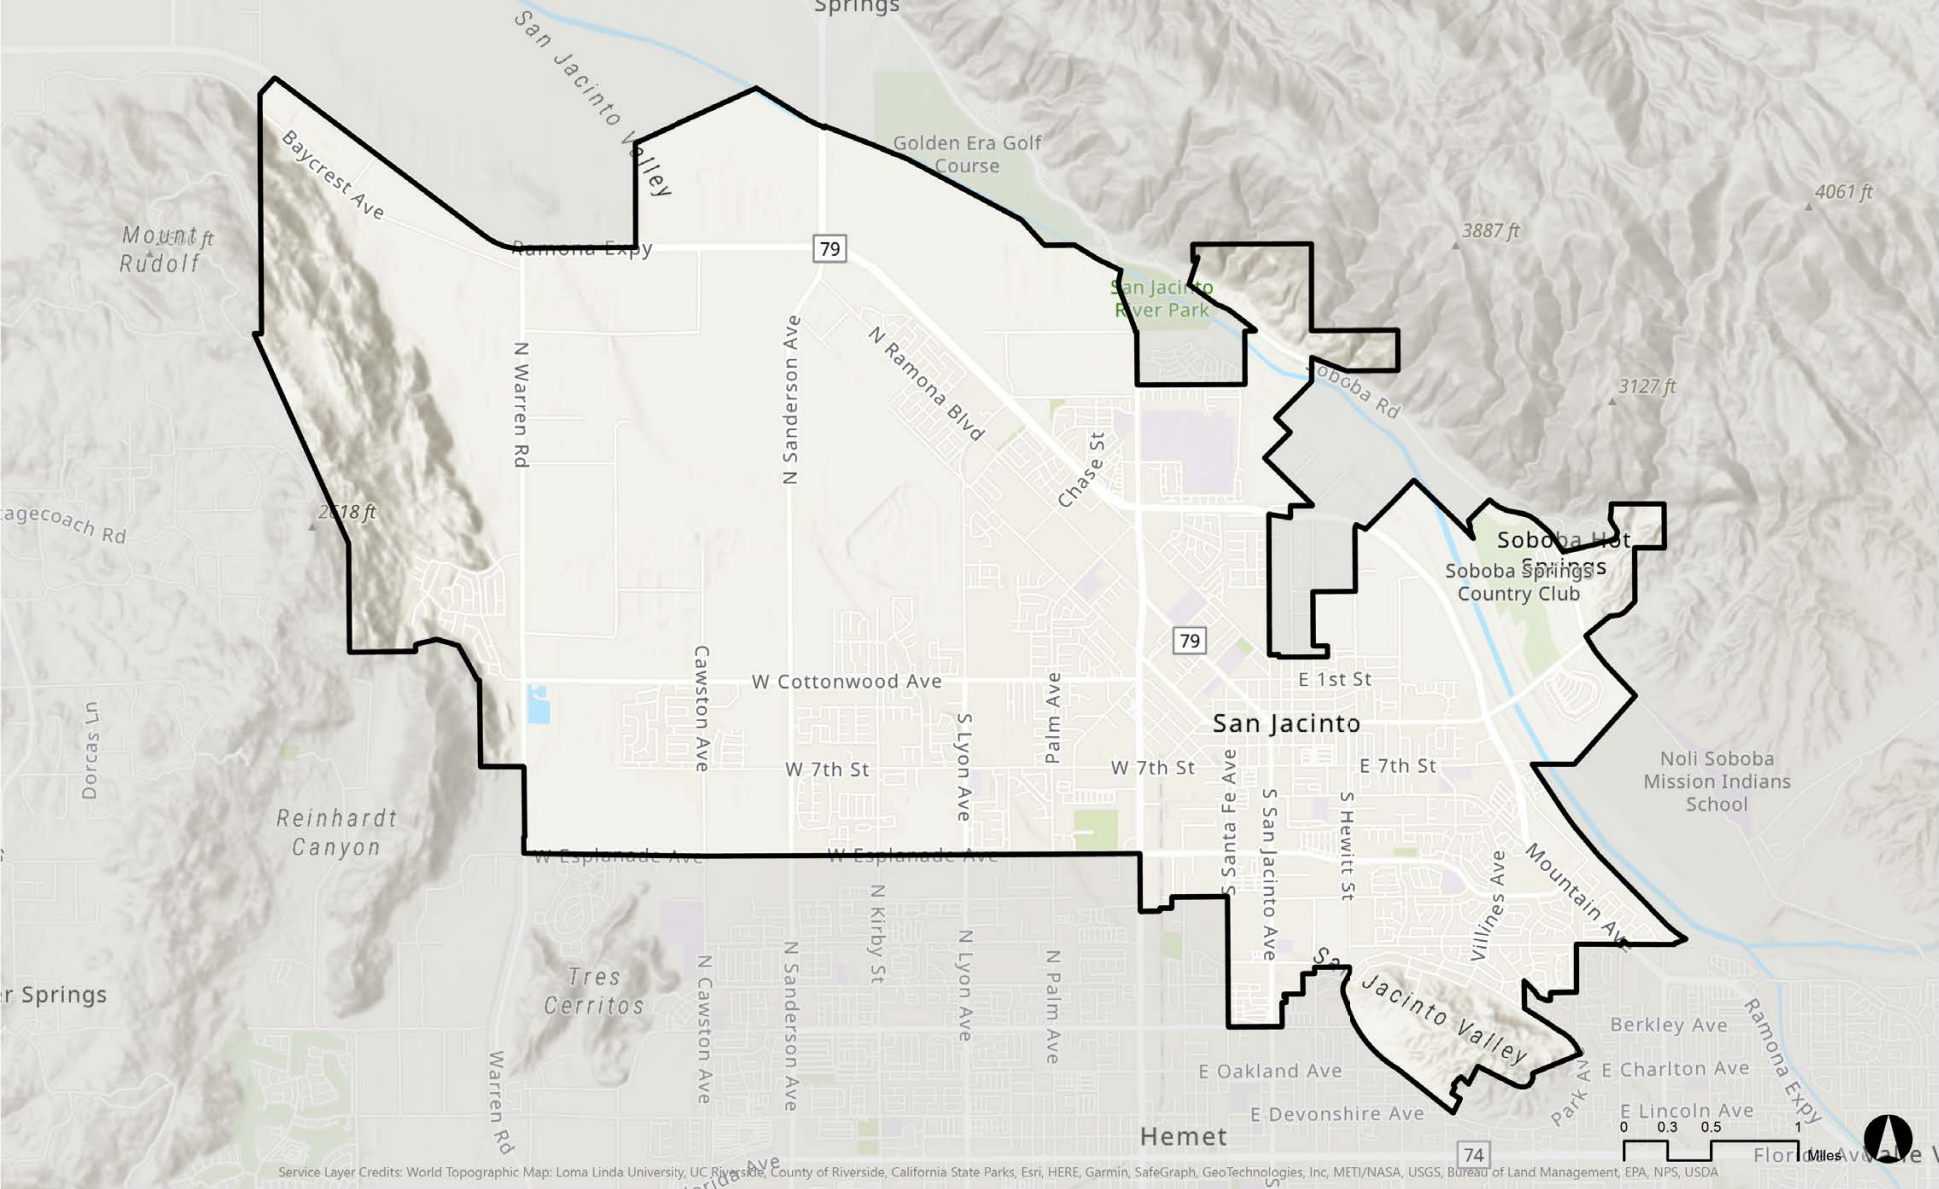 Springs
San Jacinto Valley
Golden Era Golf
Course
Baycrest Ave
4061 ft
3887 ft
Mount
Rudolf
Ramona Expy
79
San Jacinto
River Park
N Warren Rd
N Sanderson Ave
N Ramona Blvd
Soboba Rd
3127 ft
Chase St
2618 ft
tagecoach Rd
Soboba Hot
Springs
Soboba Springs
Country Club
79
Cawston Ave
W Cottonwood Ave
Palm Ave
E 1st St
San Jacinto
Dorcas Ln
S Lyon Ave
W 7th St
W 7th St
E 7th St
Noli Soboba
Mission Indians
School
Reinhardt
Canyon
S Santa Fe Ave
S San Jacinto Ave
S Hewitt St
W Esplanade Ave
W Esplanade Ave
Villines Ave
Mountain Ave
N Kirby St
Tres
Cerritos
er Springs
N Cawston Ave
N Sanderson Ave
N Lyon Ave
N Palm Ave
San Jacinto Valley
Berkley Ave
Ramona Expy
Warren Rd
E Oakland Ave
E Charlton Ave
Park Av
E Devonshire Ave
E Lincoln Ave
Hemet
0 0.3 0.5 1
Miles
74
Service Layer Credits: World Topographic Map: Loma Linda University, UC Riverside, County of Riverside, California State Parks, Esri, HERE, Garmin, SafeGraph, GeoTechnologies, Inc, METI/NASA, USGS, Bureau of Land Management, EPA, NPS, USDA